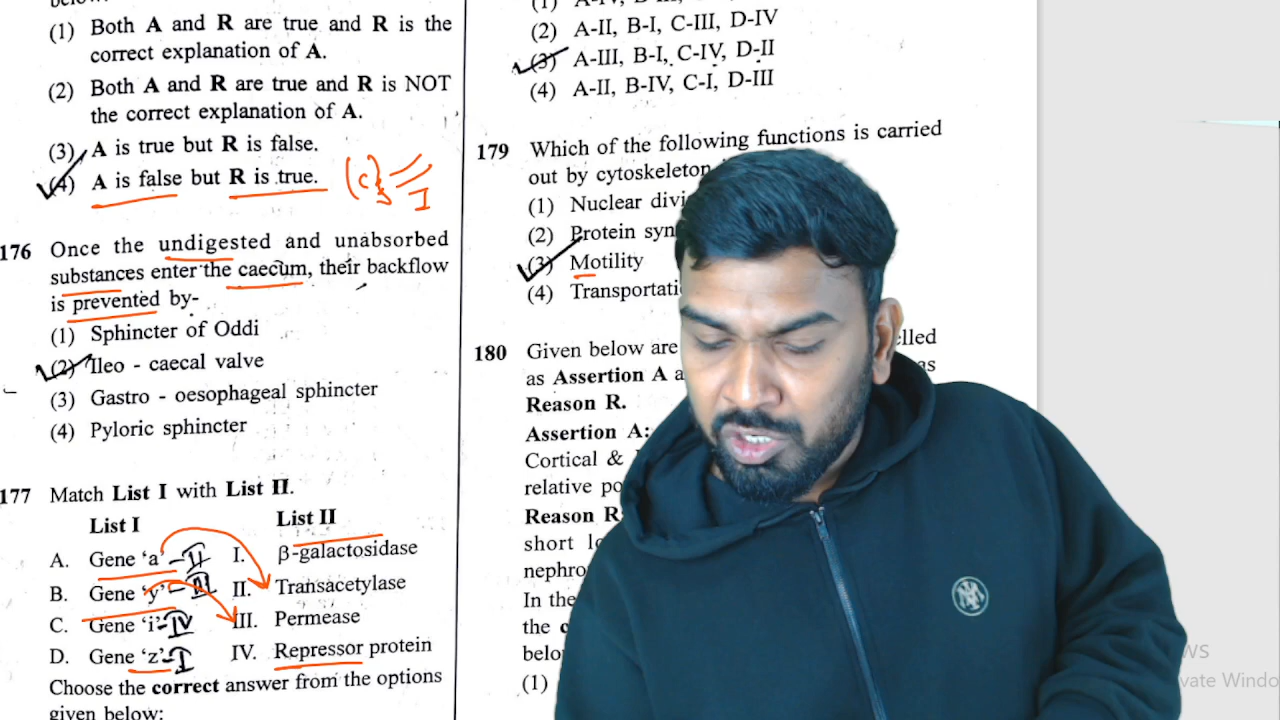 (1) Both A and R are true and R is the
correct explanation of A.
(2) Both A and R are true and R is NOT
the correct explanation of A.
(3) A is true but R is false.
(4) A is false but R is true.
176 Once the undigested and unabsorbed
substances enter the caecum, their backflow
is prevented by-
(1) Sphincter of Oddi
(2) Ileo - caecal valve
(3) Gastro - oesophageal sphincter
(4) Pyloric sphincter
177 Match List I with List II.
List I List II
A. Gene 'a' - II I. β-galactosidase
B. Gene 'y' - III II. Transacetylase
C. Gene 'i' - IV III. Permease
D. Gene 'z' - I IV. Repressor protein
Choose the correct answer from the options
given below:
(2) A-II, B-I, C-III, D-IV
(3) A-III, B-I, C-IV, D-II
(4) A-II, B-IV, C-I, D-III
179 Which of the following functions is carried
out by cytoskeleton
(1) Nuclear
(2) Protein
(3) Motility
(4)
180 Given below are
as Assertion A
Reason R.
Assertion A:
Cortical &
relative
Reason R
short
In the
the
(1)